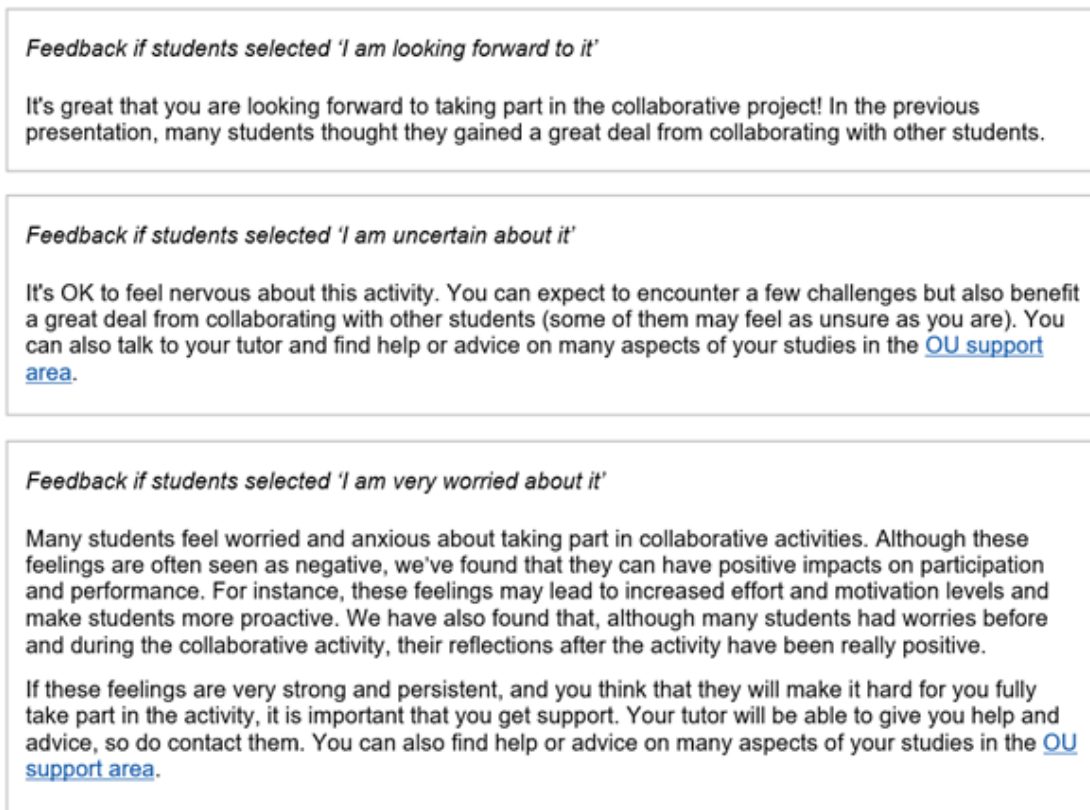 Feedback if students selected ‘I am looking forward to it’
It's great that you are looking forward to taking part in the collaborative project! In the previous
presentation, many students thought they gained a great deal from collaborating with other students.
Feedback if students selected ‘I am uncertain about it’
It's OK to feel nervous about this activity. You can expect to encounter a few challenges but also benefit
a great deal from collaborating with other students (some of them may feel as unsure as you are). You
can also talk to your tutor and find help or advice on many aspects of your studies in the OU support
area.
Feedback if students selected ‘I am very worried about it’
Many students feel worried and anxious about taking part in collaborative activities. Although these
feelings are often seen as negative, we’ve found that they can have positive impacts on participation
and performance. For instance, these feelings may lead to increased effort and motivation levels and
make students more proactive. We have also found that, although many students had worries before
and during the collaborative activity, their reflections after the activity have been really positive.
If these feelings are very strong and persistent, and you think that they will make it hard for you fully
take part in the activity, it is important that you get support. Your tutor will be able to give you help and
advice, so do contact them. You can also find help or advice on many aspects of your studies in the OU
support area.